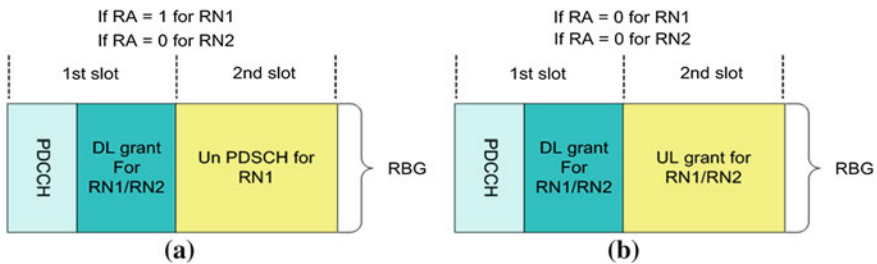 If RA = 1 for RN1
If RA = 0 for RN2
1st slot
2nd slot
PDCCH
DL grant
For
RN1/RN2
Un PDSCH for
RN1
RBG
(a)
If RA = 0 for RN1
If RA = 0 for RN2
1st slot
2nd slot
PDCCH
DL grant
For
RN1/RN2
UL grant for
RN1/RN2
RBG
(b)